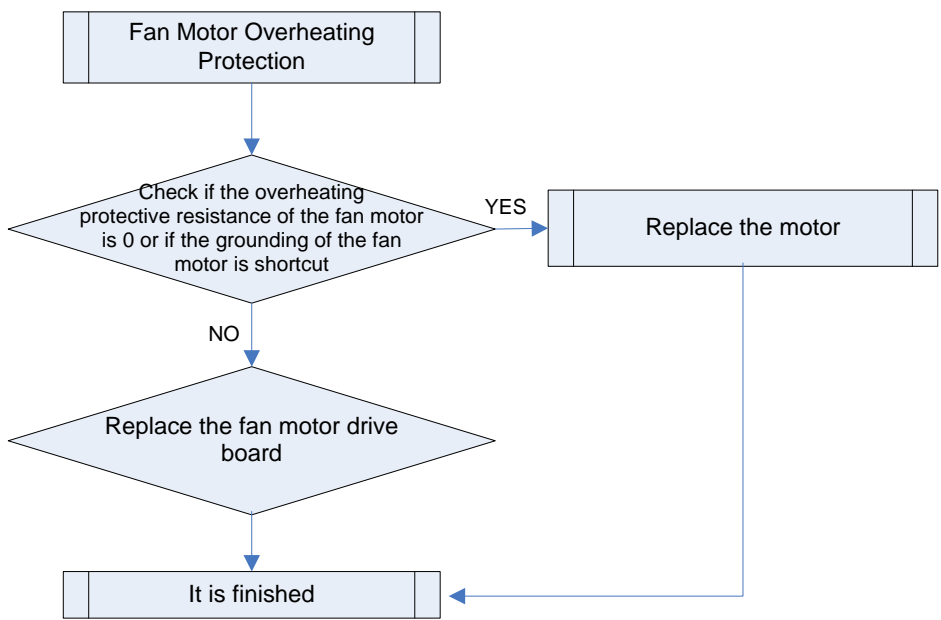 Fan Motor Overheating
Protection
Check if the overheating
protective resistance of the fan motor
is 0 or if the grounding of the fan
motor is shortcut
YES
Replace the motor
NO
Replace the fan motor drive
board
It is finished